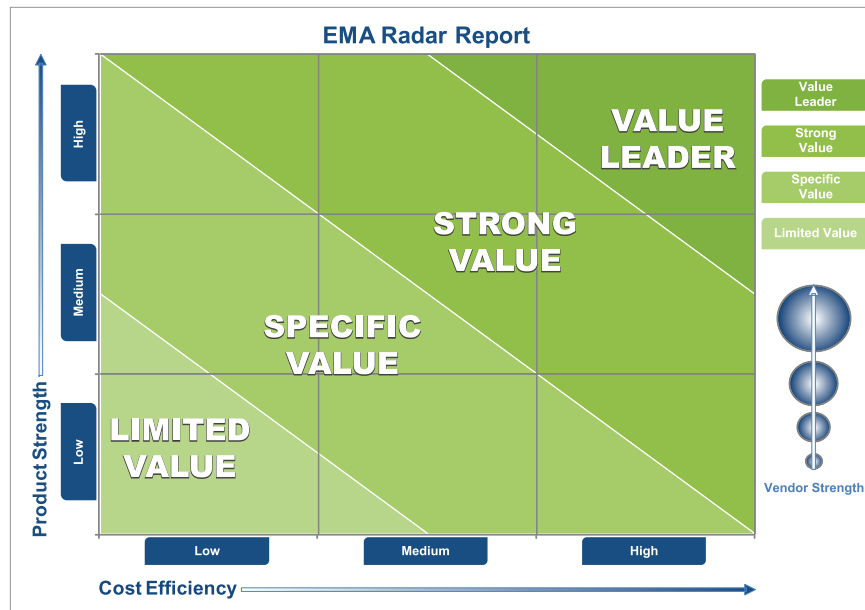 EMA Radar Report
Product Strength
High
Medium
Low
VALUE
LEADER
STRONG
VALUE
SPECIFIC
VALUE
LIMITED
VALUE
Low
Medium
High
Cost Efficiency
Value
Leader
Strong
Value
Specific
Value
Limited Value
Vendor Strength